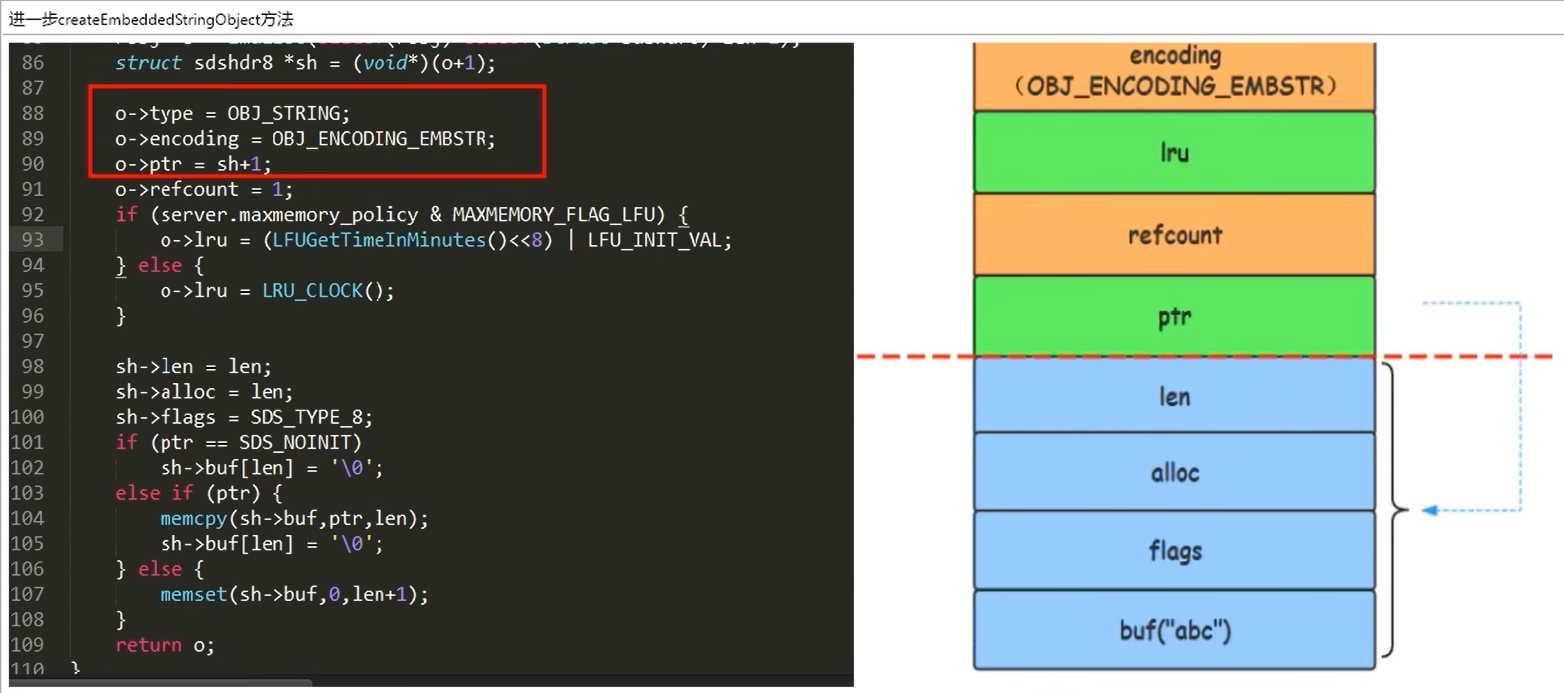 进一步createEmbeddedStringObject方法
86 struct sdshdr8 *sh = (void*)(o+1);
87
88 o->type = OBJ_STRING;
89 o->encoding = OBJ_ENCODING_EMBSTR;
90 o->ptr = sh+1;
91 o->refcount = 1;
92 if (server.maxmemory_policy & MAXMEMORY_FLAG_LFU) {
93 o->lru = (LFUGetTimeInMinutes()<<8) | LFU_INIT_VAL;
94 } else {
95 o->lru = LRU_CLOCK();
96 }
97
98 sh->len = len;
99 sh->alloc = len;
100 sh->flags = SDS_TYPE_8;
101 if (ptr == SDS_NOINIT)
102 sh->buf[len] = '\0';
103 else if (ptr) {
104 memcpy(sh->buf,ptr,len);
105 sh->buf[len] = '\0';
106 } else {
107 memset(sh->buf,0,len+1);
108 }
109 return o;
110 }
encoding
（OBJ_ENCODING_EMBSTR）
lru
refcount
ptr
len
alloc
flags
buf("abc")